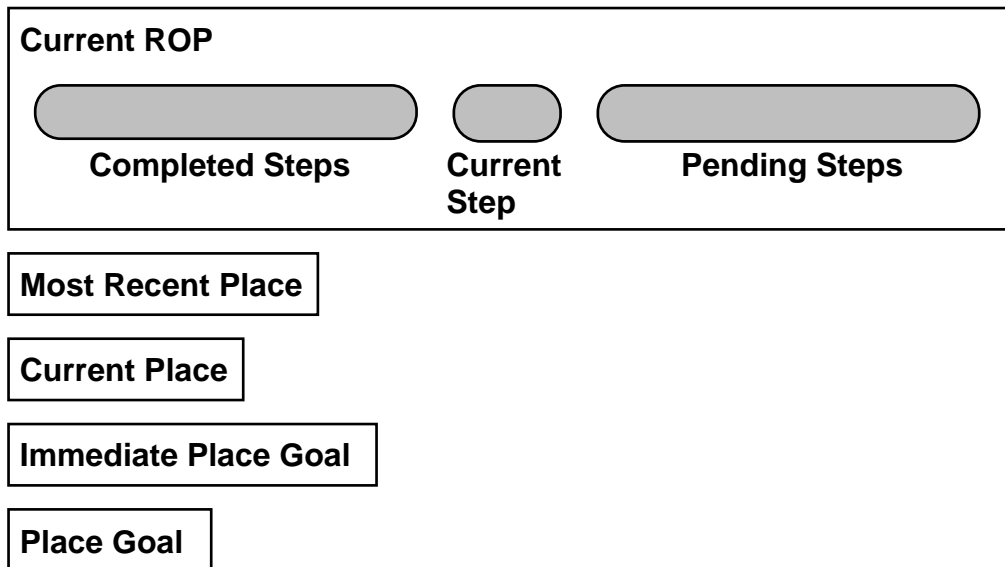 Current ROP
Completed Steps
Current
Step
Pending Steps
Most Recent Place
Current Place
Immediate Place Goal
Place Goal